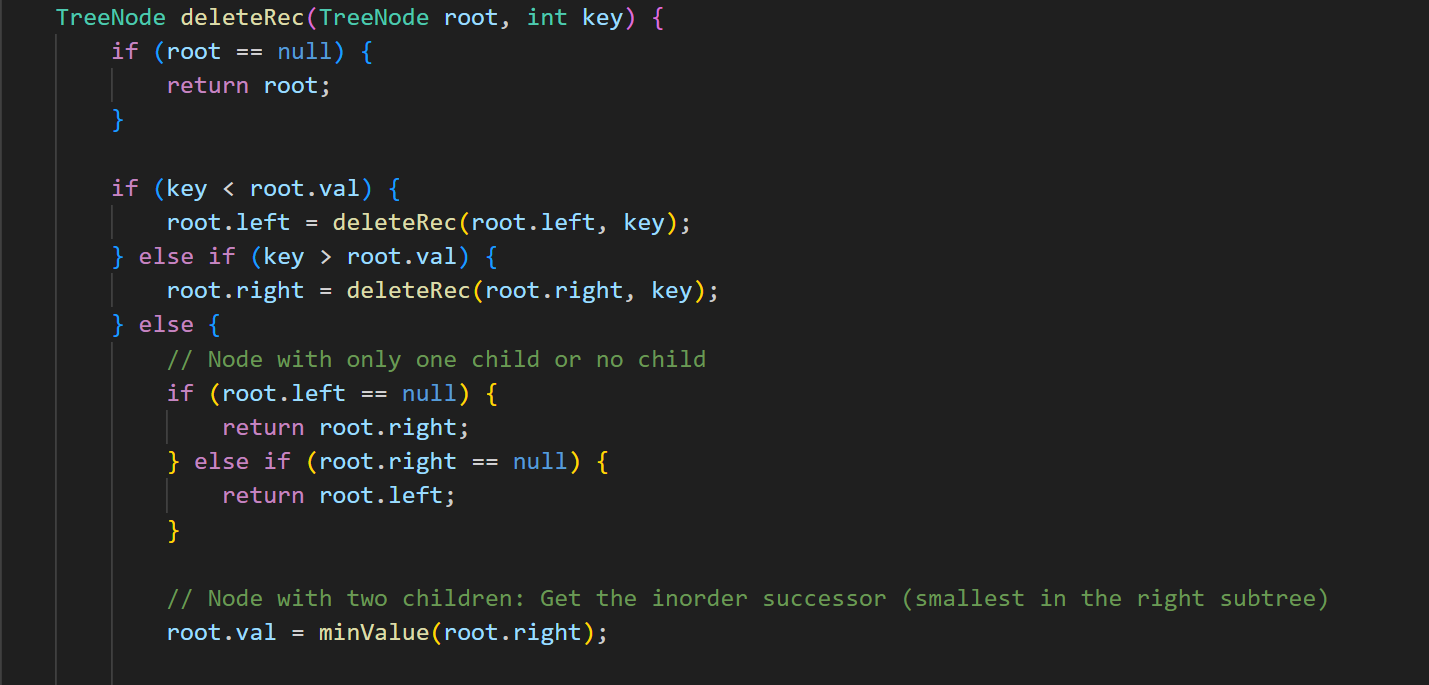 TreeNode deleteRec(TreeNode root, int key) {
    if (root == null) {
        return root;
    }

    if (key < root.val) {
        root.left = deleteRec(root.left, key);
    } else if (key > root.val) {
        root.right = deleteRec(root.right, key);
    } else {
        // Node with only one child or no child
        if (root.left == null) {
            return root.right;
        } else if (root.right == null) {
            return root.left;
        }

        // Node with two children: Get the inorder successor (smallest in the right subtree)
        root.val = minValue(root.right);